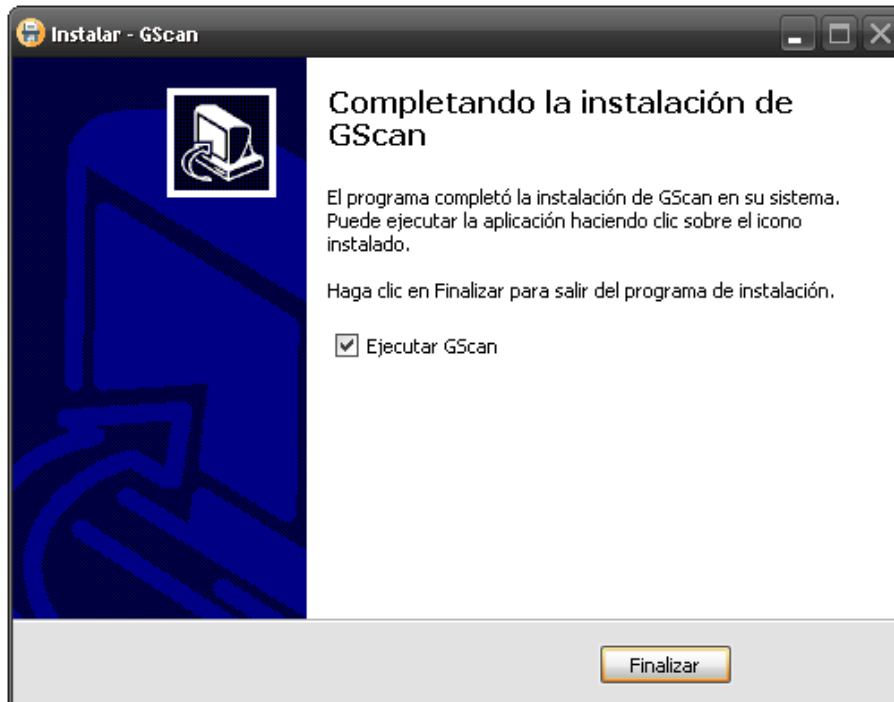 Instalar - GScan
Completando la instalación de
GScan
El programa completó la instalación de GScan en su sistema.
Puede ejecutar la aplicación haciendo clic sobre el icono
instalado.
Haga clic en Finalizar para salir del programa de instalación.
Ejecutar GScan
Finalizar